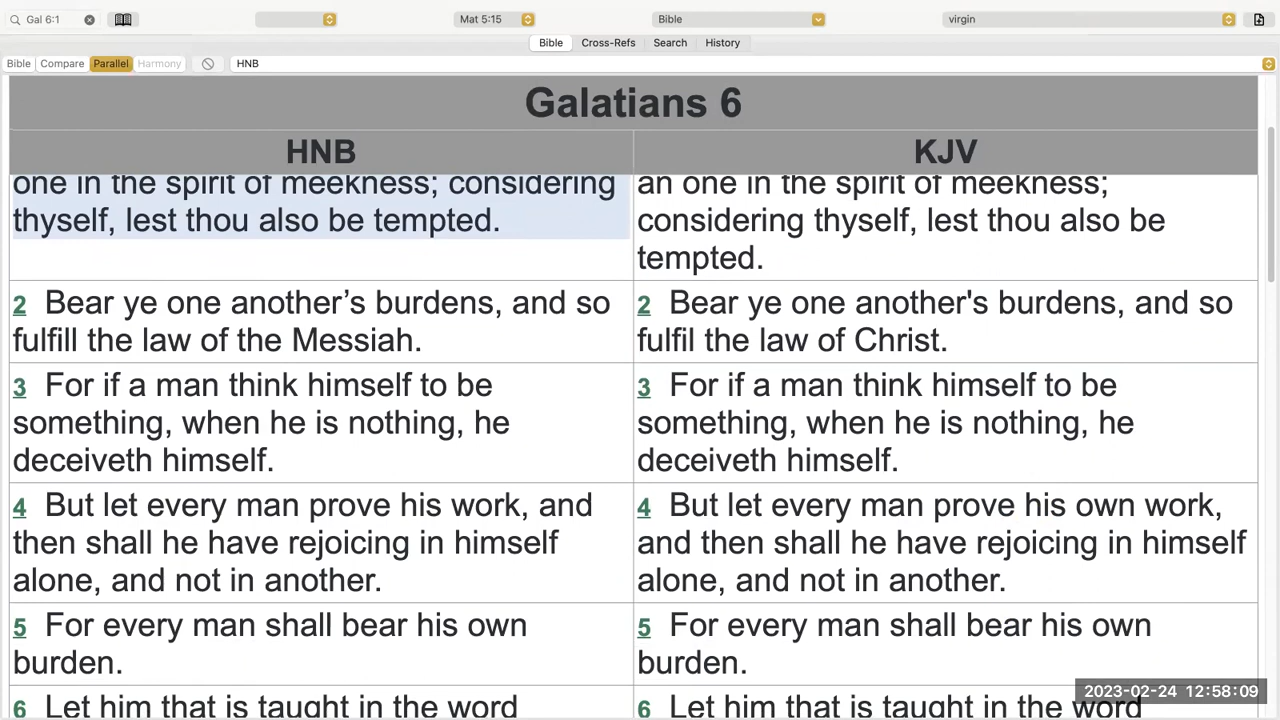 Gal 6:1
Mat 5:15
Bible
virgin
Bible
Cross-Refs
Search
History
Bible
Compare
Parallel
Harmony
HNB
Galatians 6
HNB
one in the spirit of meekness; considering
thyself, lest thou also be tempted.
2 Bear ye one another’s burdens, and so
fulfill the law of the Messiah.
3 For if a man think himself to be
something, when he is nothing, he
deceiveth himself.
4 But let every man prove his work, and
then shall he have rejoicing in himself
alone, and not in another.
5 For every man shall bear his own
burden.
6 Let him that is taught in the word
KJV
an one in the spirit of meekness;
considering thyself, lest thou also be
tempted.
2 Bear ye one another's burdens, and so
fulfil the law of Christ.
3 For if a man think himself to be
something, when he is nothing, he
deceiveth himself.
4 But let every man prove his own work,
and then shall he have rejoicing in himself
alone, and not in another.
5 For every man shall bear his own
burden.
6 Let him that is taught in the word
2023-02-24 12:58:09